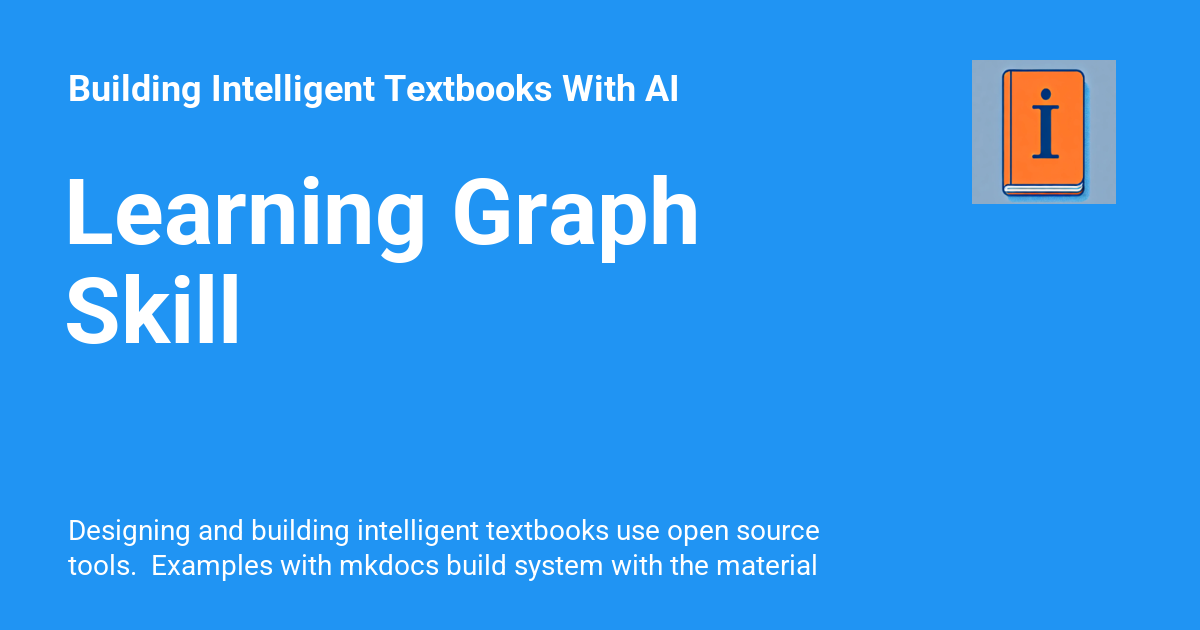 Building Intelligent Textbooks With AI
i
Learning Graph
Skill
Designing and building intelligent textbooks use open source
tools.  Examples with mkdocs build system with the material